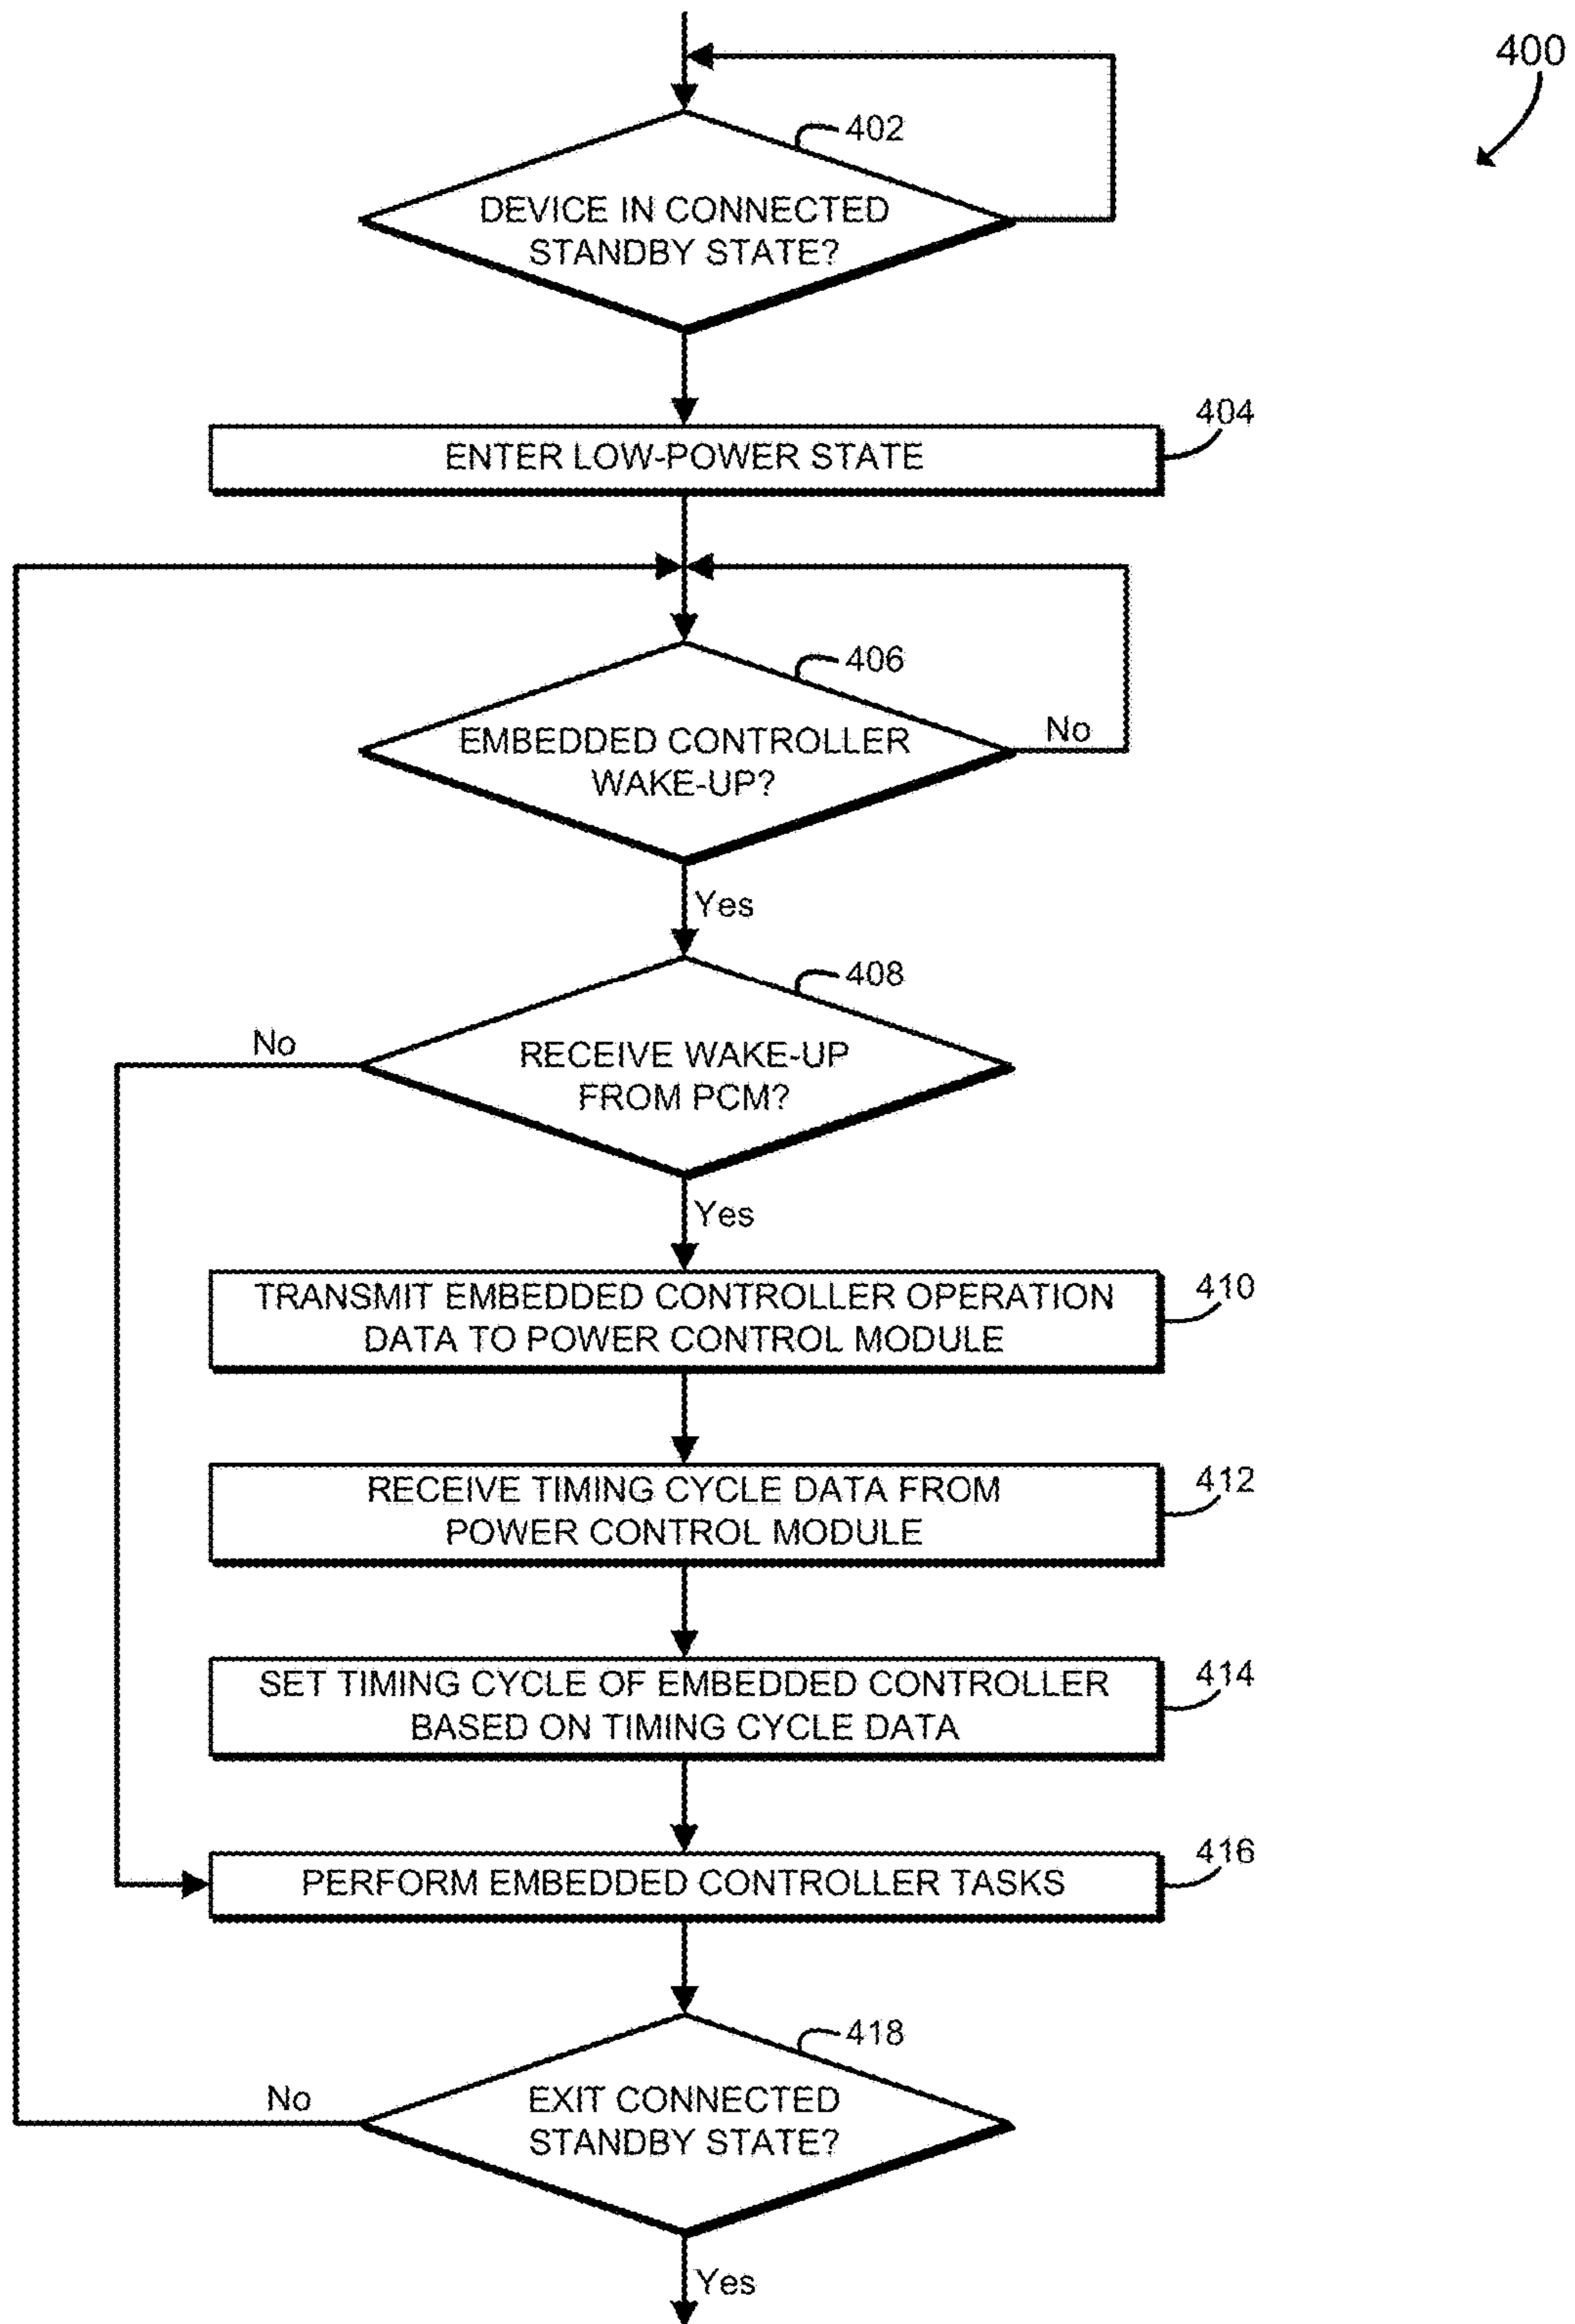 400
402
DEVICE IN CONNECTED
STANDBY STATE?
404
ENTER LOW-POWER STATE
406
EMBEDDED CONTROLLER
WAKE-UP?
No
Yes
408
No
RECEIVE WAKE-UP
FROM PCM?
Yes
410
TRANSMIT EMBEDDED CONTROLLER OPERATION
DATA TO POWER CONTROL MODULE
412
RECEIVE TIMING CYCLE DATA FROM
POWER CONTROL MODULE
414
SET TIMING CYCLE OF EMBEDDED CONTROLLER
BASED ON TIMING CYCLE DATA
416
PERFORM EMBEDDED CONTROLLER TASKS
418
No
EXIT CONNECTED
STANDBY STATE?
Yes